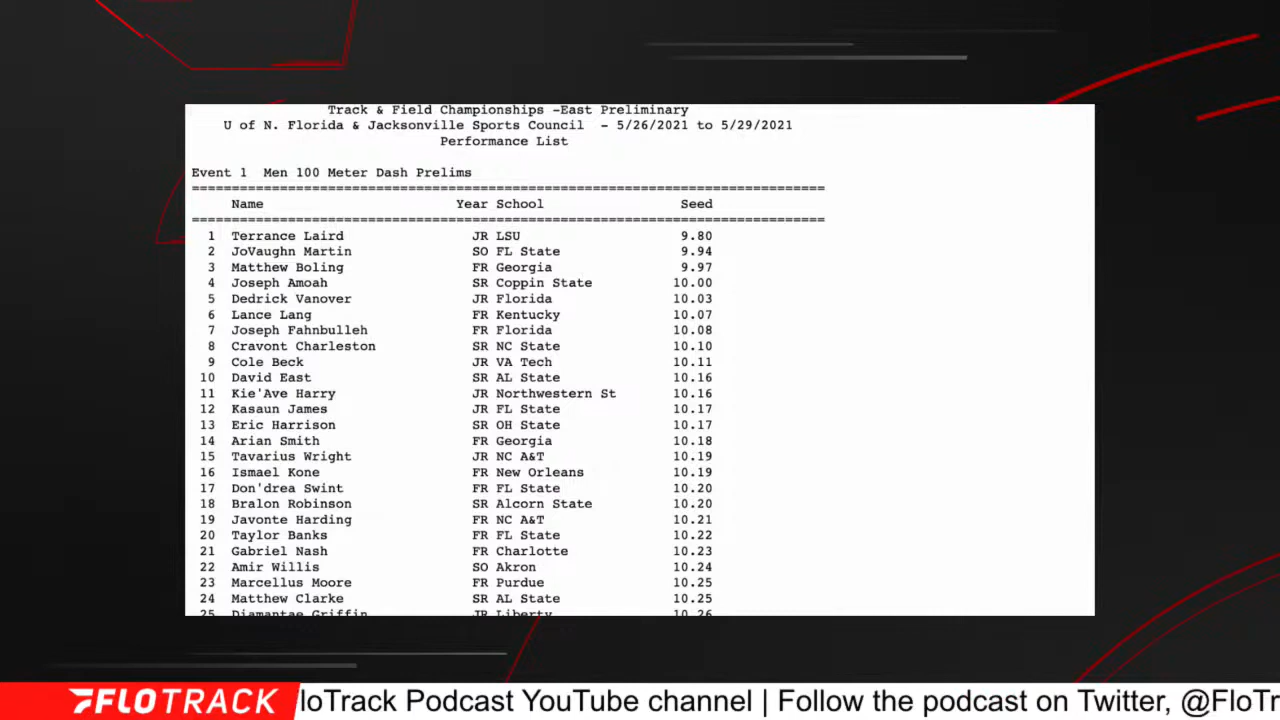 Track & Field Championships -East Preliminary
U of N. Florida & Jacksonville Sports Council - 5/26/2021 to 5/29/2021
Performance List
Event 1 Men 100 Meter Dash Prelims
Name Year School Seed
1 Terrance Laird JR LSU 9.80
2 JoVaughn Martin SO FL State 9.94
3 Matthew Boling FR Georgia 9.97
4 Joseph Amoah SR Coppin State 10.00
5 Dedrick Vanover JR Florida 10.03
6 Lance Lang FR Kentucky 10.07
7 Joseph Fahnbulleh FR Florida 10.08
8 Cravont Charleston SR NC State 10.10
9 Cole Beck JR VA Tech 10.11
10 David East SR AL State 10.16
11 Kie'Ave Harry JR Northwestern St 10.16
12 Kasaun James JR FL State 10.17
13 Eric Harrison SR OH State 10.17
14 Arian Smith FR Georgia 10.18
15 Tavarius Wright JR NC A&T 10.19
16 Ismael Kone FR New Orleans 10.19
17 Don'drea Swint FR FL State 10.20
18 Bralon Robinson SR Alcorn State 10.20
19 Javonte Harding FR NC A&T 10.21
20 Taylor Banks FR FL State 10.22
21 Gabriel Nash FR Charlotte 10.23
22 Amir Willis SO Akron 10.24
23 Marcellus Moore FR Purdue 10.25
24 Matthew Clarke SR AL State 10.25
25 Diamantae Griffin JR Liberty 10.26
FLOTRACK loTrack Podcast YouTube channel | Follow the podcast on Twitter, @FloTr